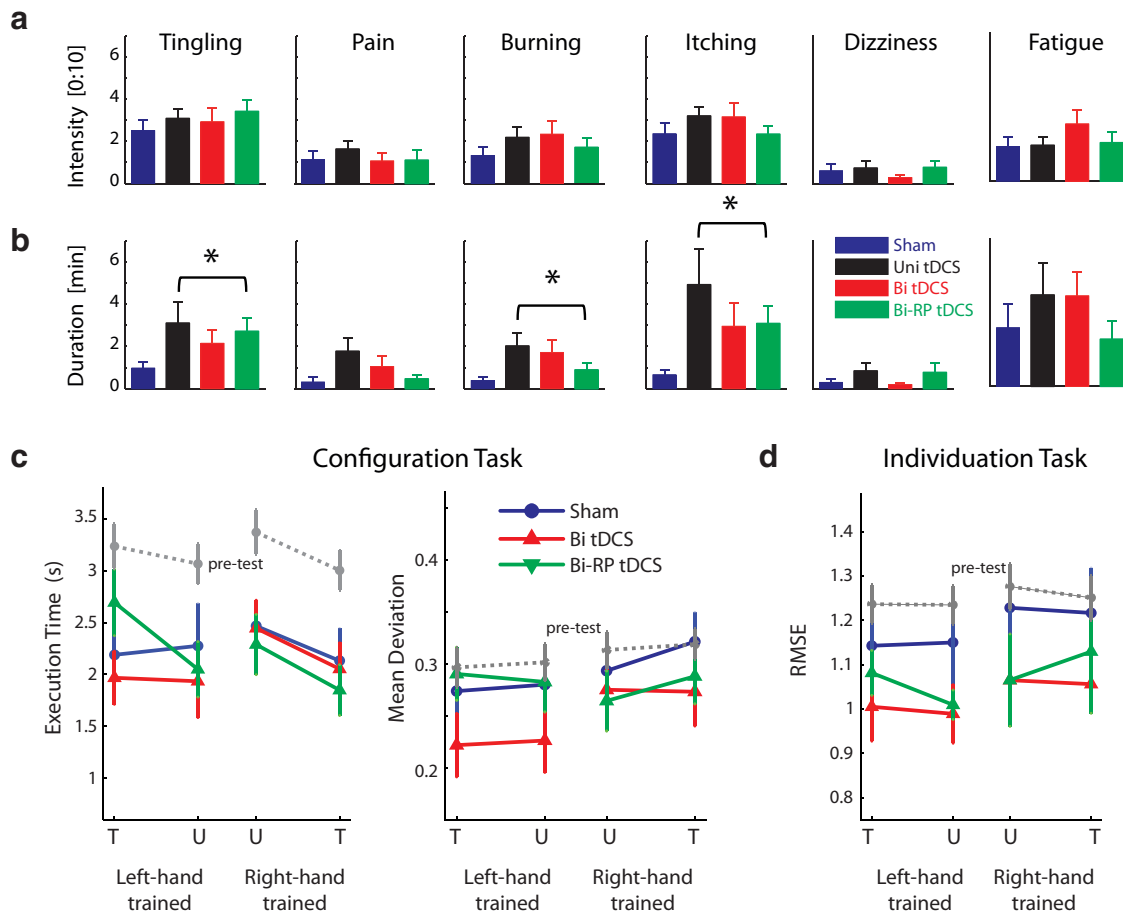 a
Tingling
Pain
Burning
Itching
Dizziness
Fatigue
Intensity [0:10]
6
4
2
0
b
Duration [min]
6
4
2
0
*
*
*
Sham
Uni tDCS
Bi tDCS
Bi-RP tDCS
c
Configuration Task
d
Individuation Task
Execution Time (s)
3.5
3
2.5
2
1.5
1
pre-test
T
U
U
T
Left-hand
trained
Right-hand
trained
Mean Deviation
0.4
0.3
0.2
Sham
Bi tDCS
Bi-RP tDCS
pre-test
T
U
U
T
Left-hand
trained
Right-hand
trained
RMSE
1.4
1.3
1.2
1.1
1
0.9
0.8
pre-test
T
U
U
T
Left-hand
trained
Right-hand
trained